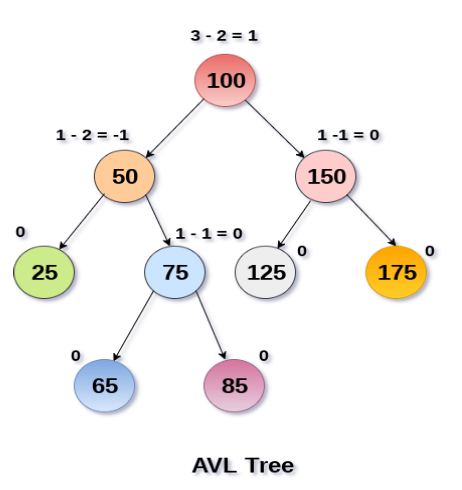 3 - 2 = 1
100
1 - 2 = -1
1 -1 = 0
50
150
0
1 - 1 = 0
0
0
25
75
125
175
0
0
65
85
AVL Tree